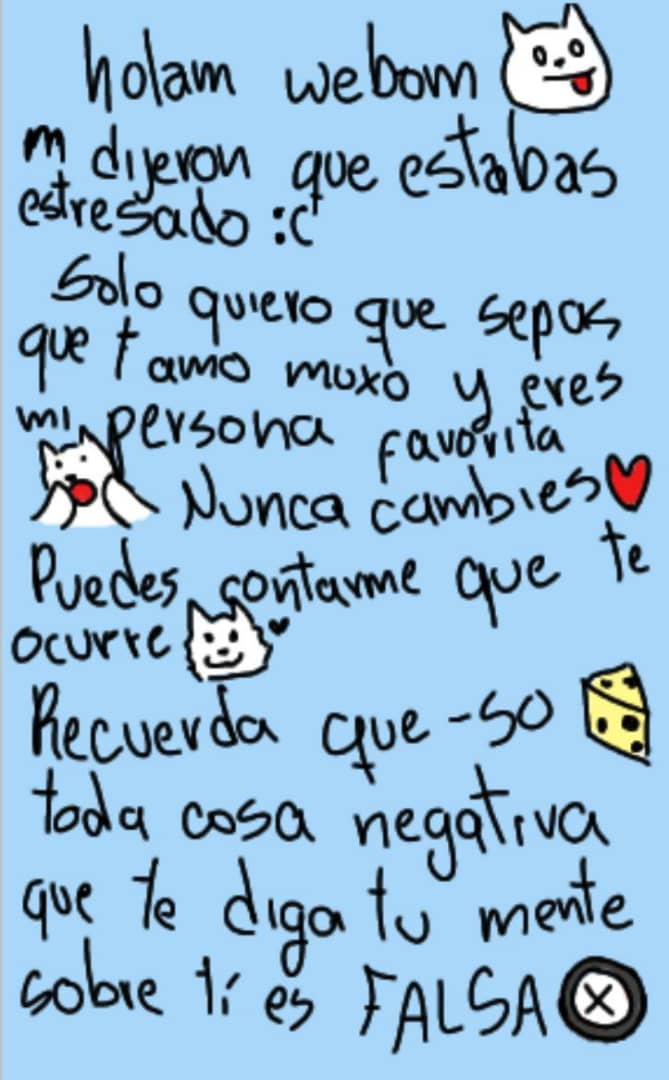 holam webom
m dijeron que estabas
estresado :c
Solo quiero que sepas
que t amo muxo y eres
mi persona favorita
Nunca cambies
Puedes contarme que te
ocurre
Recuerda que-so
toda cosa negativa
que te diga tu mente
sobre tí es FALSA